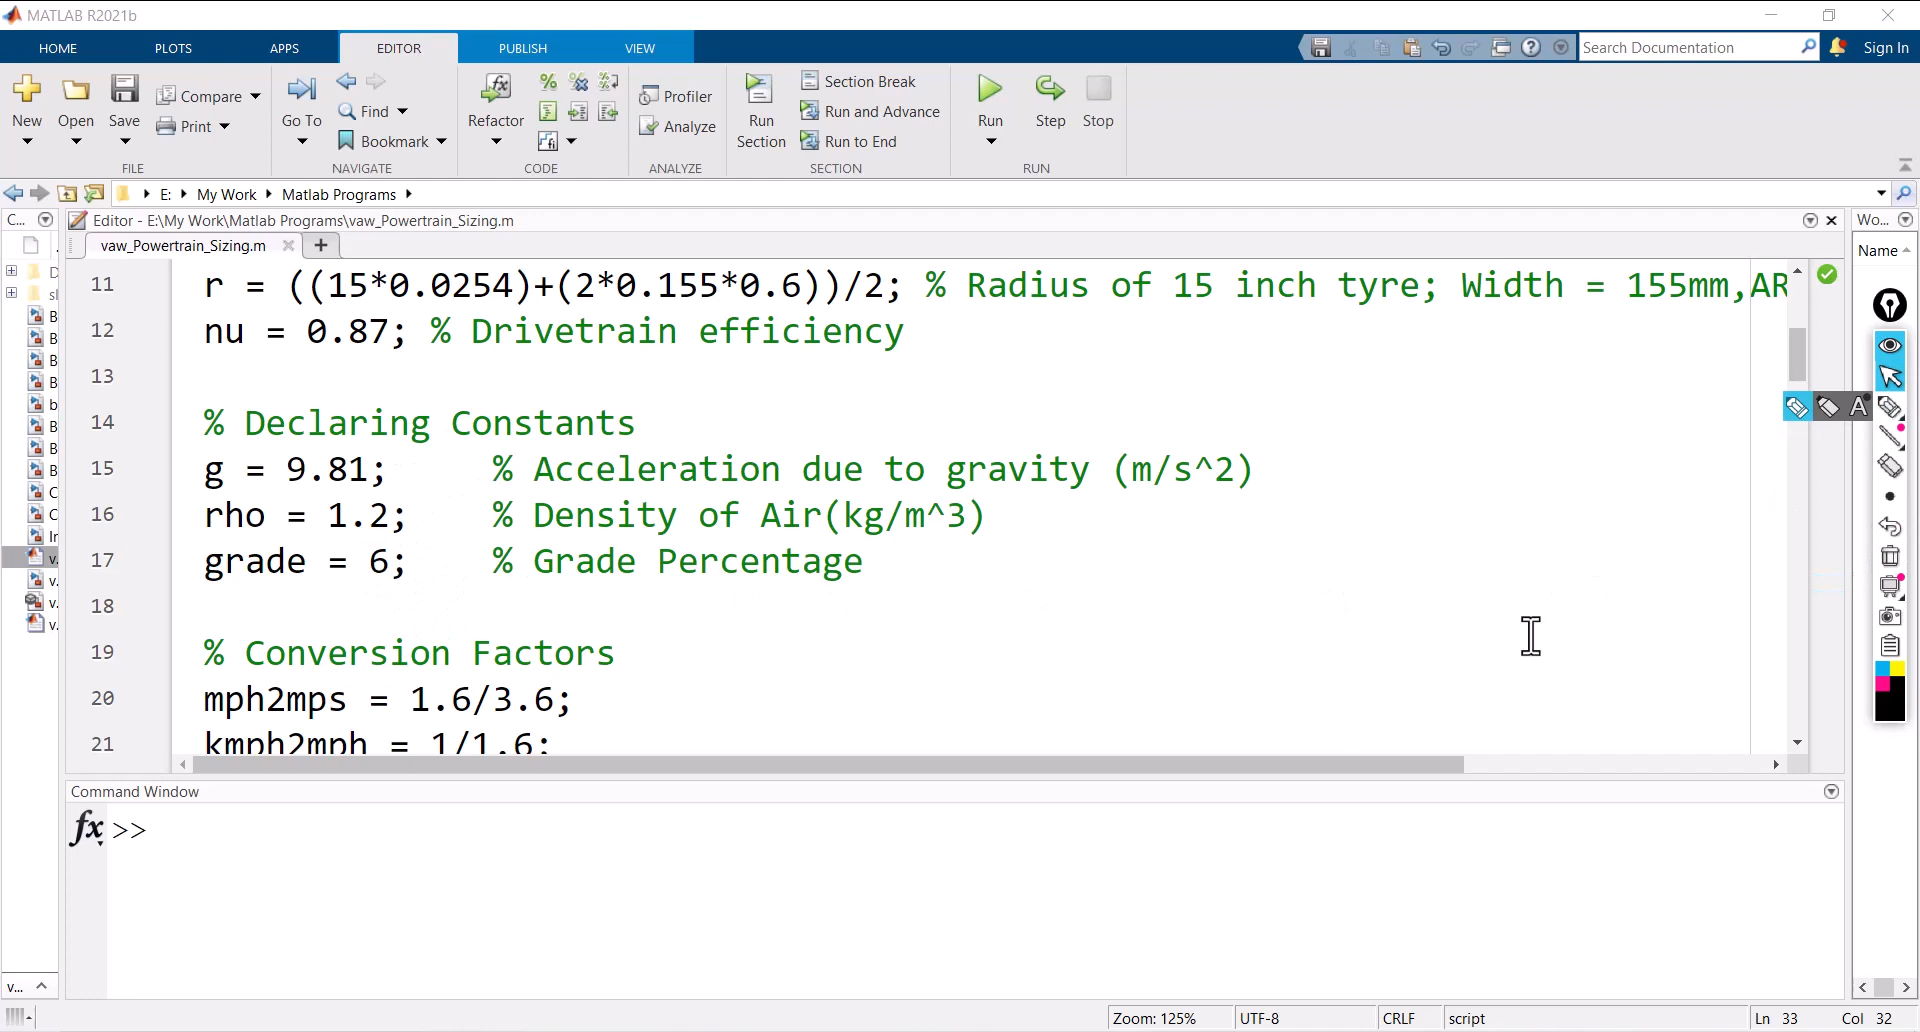 MATLAB R2021b
HOME PLOTS APPS EDITOR PUBLISH VIEW
Search Documentation Sign In
New Open Save Compare Print
FILE
Go To Find Bookmark
NAVIGATE
Refactor
CODE
Profiler
Analyze
ANALYZE
Run Section
Section Break
Run and Advance
Run to End
SECTION
Run Step Stop
RUN
E: My Work Matlab Programs
C...
Editor - E:\My Work\Matlab Programs\vaw_Powertrain_Sizing.m
Wo...
vaw_Powertrain_Sizing.m
Name
11 r = ((15*0.0254)+(2*0.155*0.6))/2; % Radius of 15 inch tyre; Width = 155mm,AR
12 nu = 0.87; % Drivetrain efficiency
13
14 % Declaring Constants
15 g = 9.81; % Acceleration due to gravity (m/s^2)
16 rho = 1.2; % Density of Air(kg/m^3)
17 grade = 6; % Grade Percentage
18
19 % Conversion Factors
20 mph2mps = 1.6/3.6;
21 kmph2mph = 1/1.6;
Command Window
fx >>
v...
Zoom: 125% UTF-8 CRLF script Ln 33 Col 32